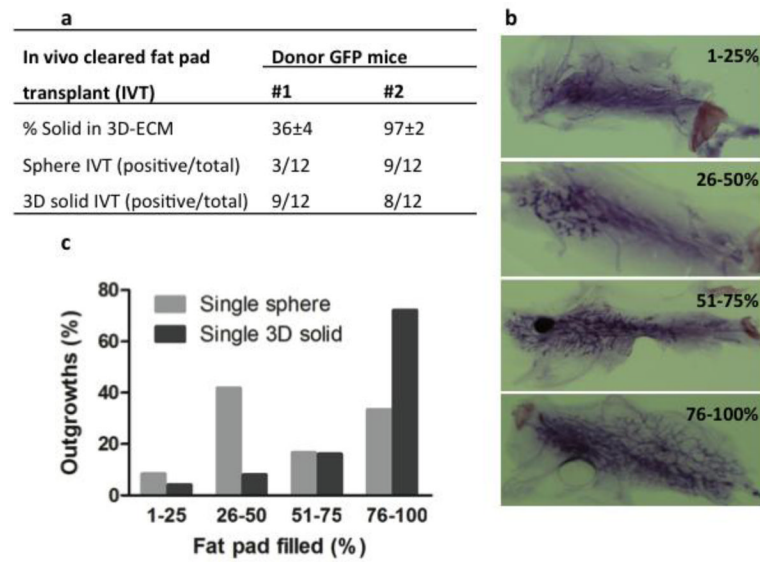 a
In vivo cleared fat pad
transplant (IVT)
Donor GFP mice
#1 #2
% Solid in 3D-ECM 36±4 97±2
Sphere IVT (positive/total) 3/12 9/12
3D solid IVT (positive/total) 9/12 8/12
b
1-25%
26-50%
51-75%
76-100%
c
80
60
40
20
0
Outgrowths (%)
Single sphere
Single 3D solid
1-25 26-50 51-75 76-100
Fat pad filled (%)